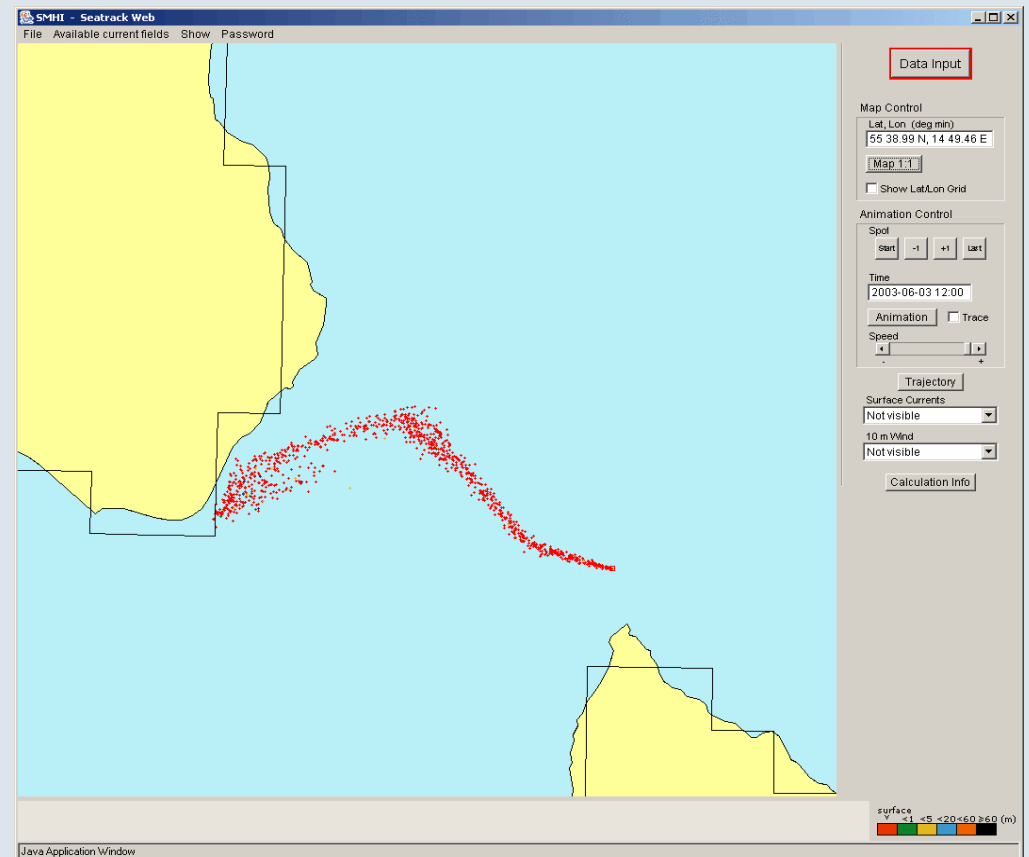 SMHI - Seatrack Web
File Available current fields Show Password
Data Input
Map Control
Lat, Lon (deg min)
55 38.99 N, 14 49.46 E
Map 1:1
Show Lat/Lon Grid
Animation Control
Spol
Start -1 +1 Last
Time
2003-06-03 12:00
Animation Trace
Speed
- +
Trajectory
Surface Currents
Not visible
10 m Wind
Not visible
Calculation Info
surface
<1 <5 <20 <60 ≥60 (m)
Java Application Window